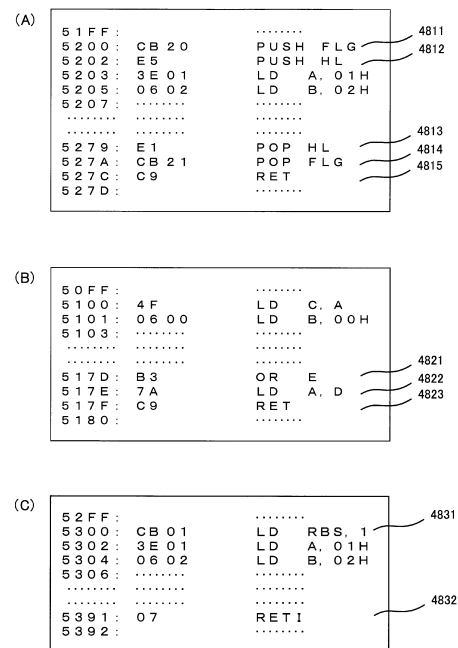 (A)
51FF: ........
5200: CB 20 PUSH FLG 4811
5202: E5 PUSH HL 4812
5203: 3E 01 LD A, 01H
5205: 06 02 LD B, 02H
5207: ........ ........
........ ........ ........
........ ........ ........
5279: E1 POP HL 4813
527A: CB 21 POP FLG 4814
527C: C9 RET 4815
527D: ........
(B)
50FF: ........
5100: 4F LD C, A
5101: 06 00 LD B, 00H
5103: ........ ........
........ ........ ........
........ ........ ........
517D: B3 OR E 4821
517E: 7A LD A, D 4822
517F: C9 RET 4823
5180: ........
(C)
52FF: ........
5300: CB 01 LD RBS, 1 4831
5302: 3E 01 LD A, 01H
5304: 06 02 LD B, 02H
5306: ........ ........
........ ........ ........
........ ........ ........
5391: 07 RETI 4832
5392: ........